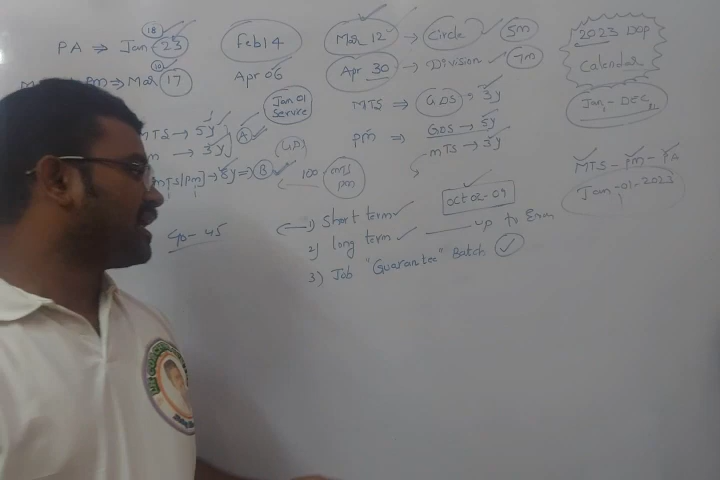 PA ⇒ Jan 23
18
Feb 14
Mar 12 → Circle
5m
PM → Mar 17
10
Apr 06
Apr 30 → Division
7m
2023 Dop
Calendar
Jan - DEC
MTS - PM - PA
Jan-01-2023
Jan 01
Service
MTS → 5y
→ 3y
A
MTS/PM] → 8y ⇒ B
GDS
100 MTS
PM
40-45
MTS ⇒ GDS → 3y
PM ⇒ GDS → 5y
MTS → 3y
OCT 02-09
1) Short term
2) long term up to Exam
3) Job "Guarantee" Batch